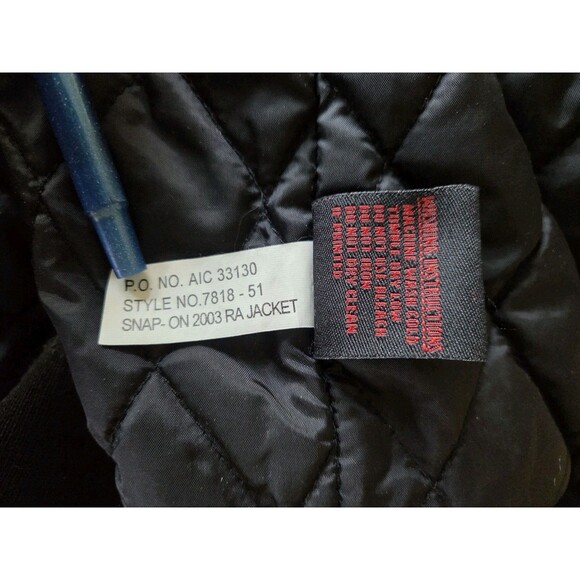 P.O. NO. AIC 33130
STYLE NO.7818 - 51
SNAP- ON 2003 RA JACKET
WASHING INSTRUCTIONS
MACHINE WASH COLD
TUMBLE DRY LOW
DO NOT USE BLEACH
DO NOT IRON
DO NOT DRY CLEAN